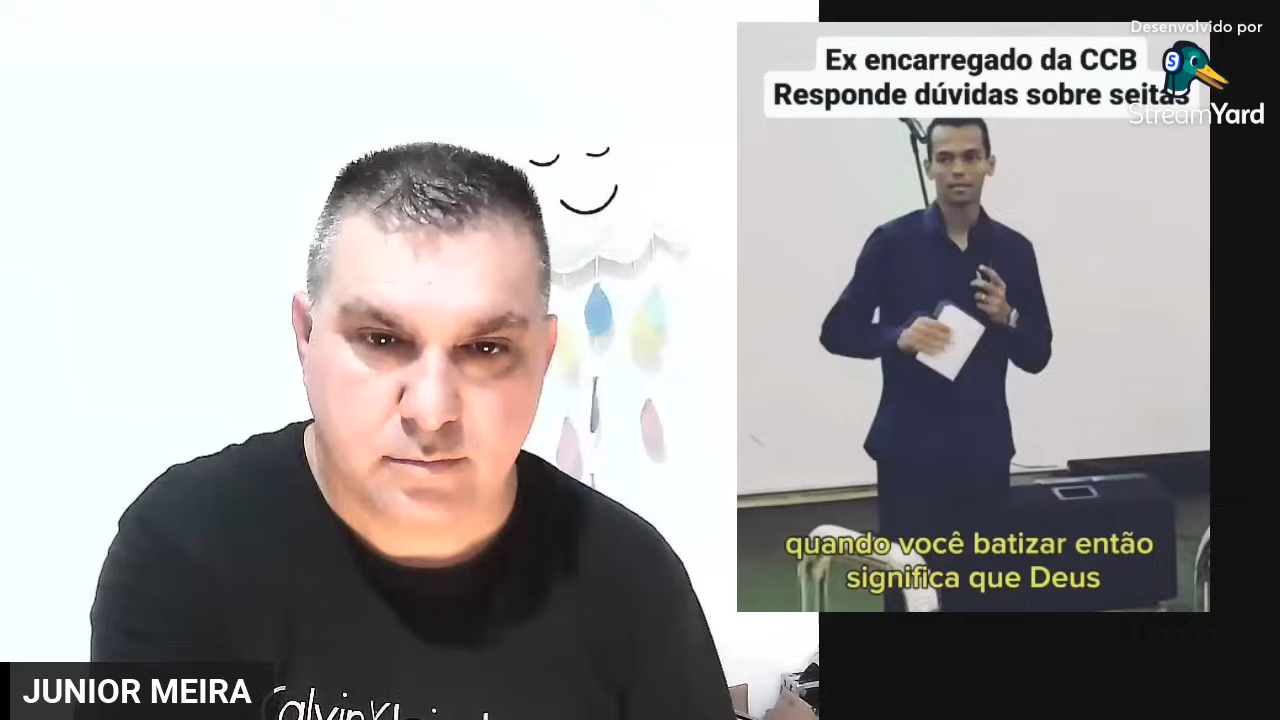 Desenvolvido por
StreamYard
Ex encarregado da CCB
Responde dúvidas sobre seitas
quando você batizar então
significa que Deus
JUNIOR MEIRA